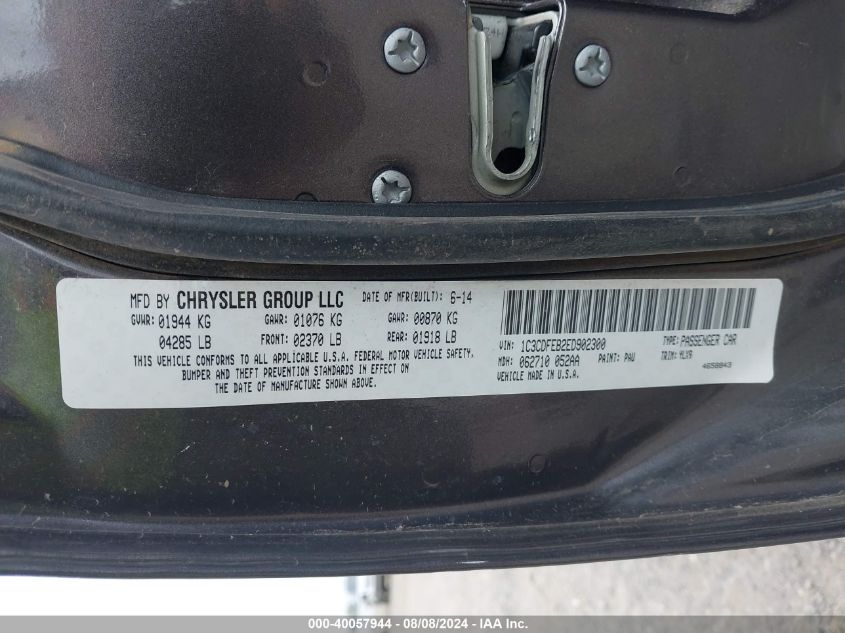 MFD BY CHRYSLER GROUP LLC DATE OF MFR(BUILT): 6-14
GVWR: 01944 KG GAWR: 01076 KG GAWR: 00870 KG
04285 LB FRONT: 02370 LB REAR: 01918 LB
THIS VEHICLE CONFORMS TO ALL APPLICABLE U.S.A. FEDERAL MOTOR VEHICLE SAFETY,
BUMPER AND THEFT PREVENTION STANDARDS IN EFFECT ON
THE DATE OF MANUFACTURE SHOWN ABOVE.
VIN: 1C3CDFEB2ED902300 TYPE: PASSENGER CAR
MDH: 062710 052AA PAINT: PAU TRIM: MLX9
VEHICLE MADE IN U.S.A. 4658843
000-40057944 - 08/08/2024 - IAA Inc.